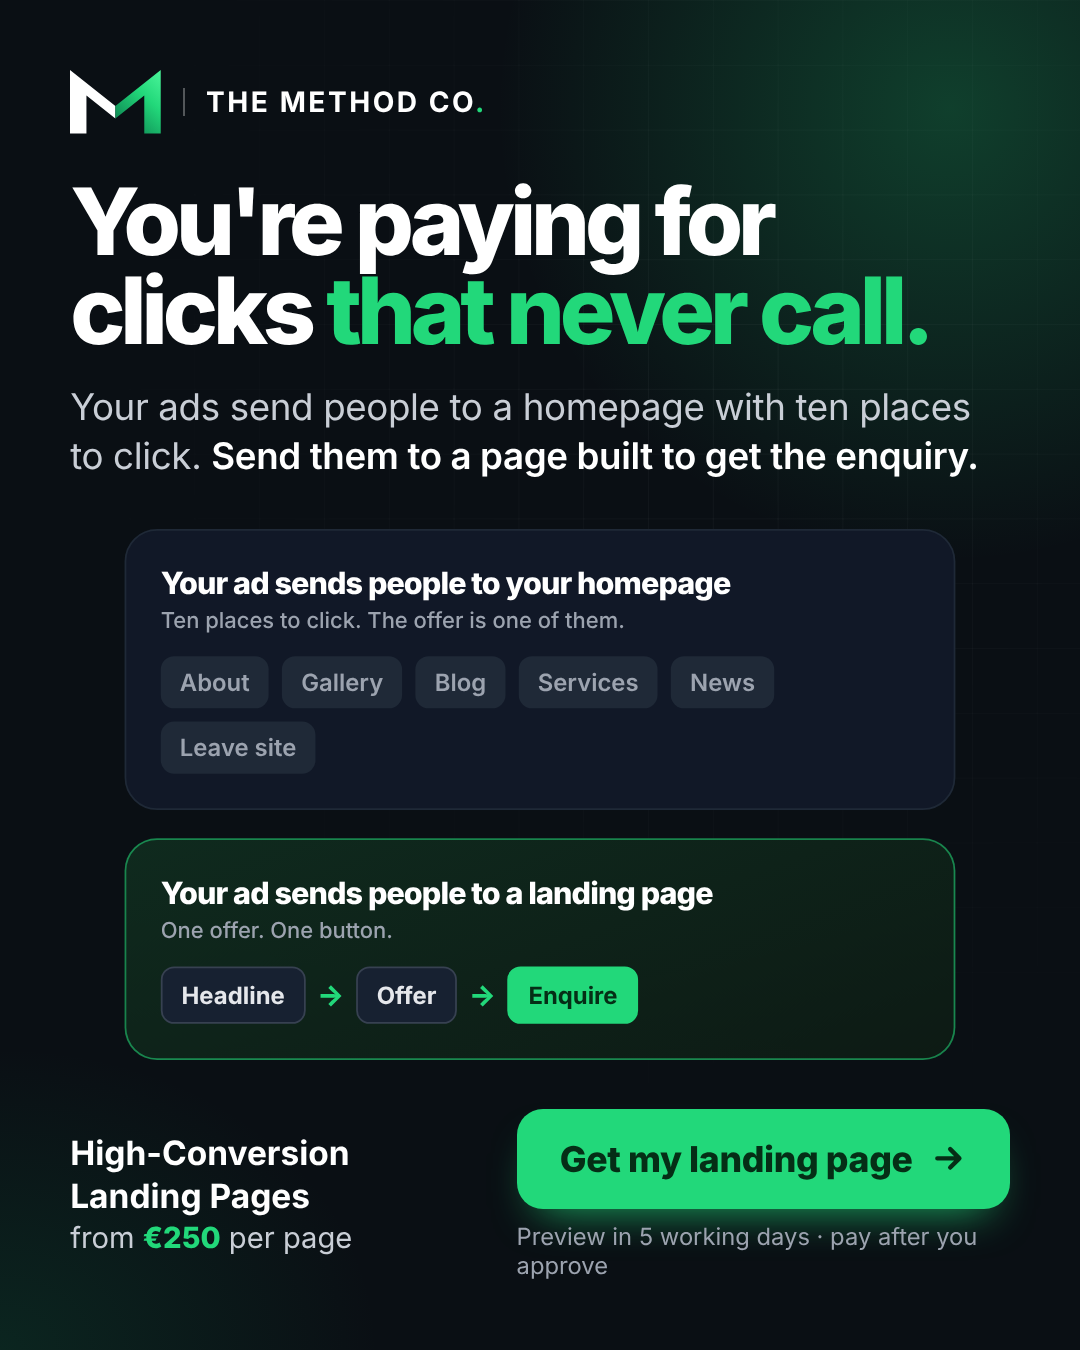 THE METHOD CO.
You're paying for
clicks that never call.
Your ads send people to a homepage with ten places
to click. Send them to a page built to get the enquiry.
Your ad sends people to your homepage
Ten places to click. The offer is one of them.
About Gallery Blog Services News
Leave site
Your ad sends people to a landing page
One offer. One button.
Headline → Offer → Enquire
High-Conversion
Landing Pages
from €250 per page
Get my landing page →
Preview in 5 working days · pay after you
approve